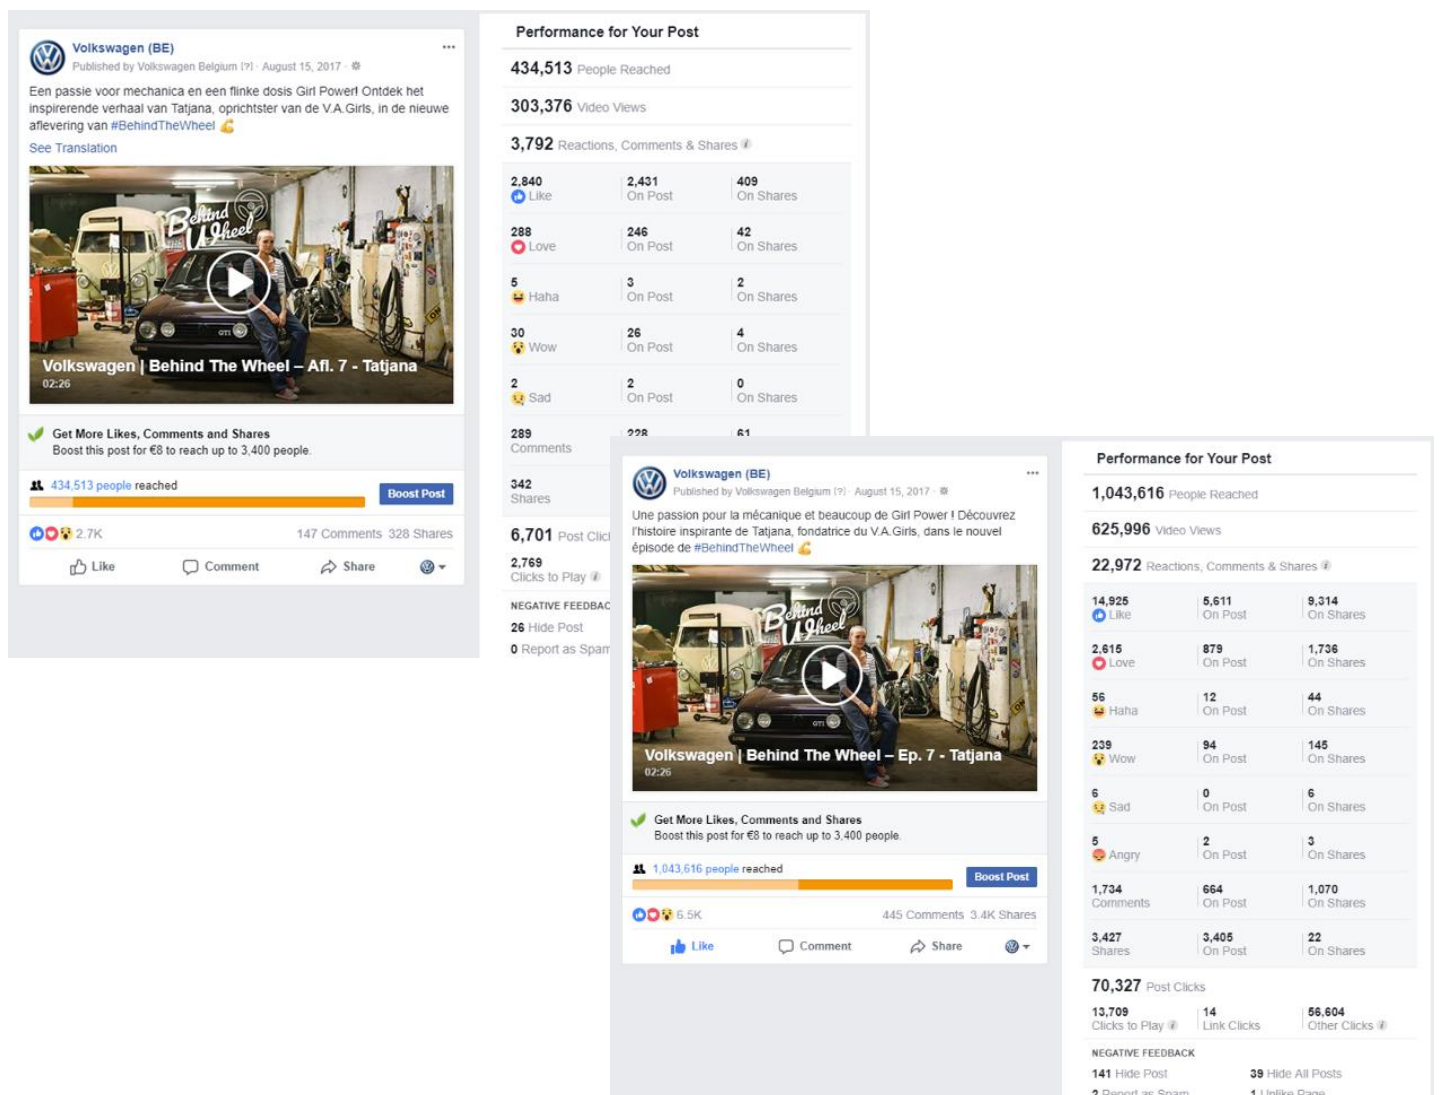 Volkswagen (BE)
Published by Volkswagen Belgium [?] · August 15, 2017 ·
Een passie voor mechanica en een flinke dosis Girl Power! Ontdek het
inspirerende verhaal van Tatjana, oprichtster van de V.A.Girls, in de nieuwe
aflevering van #BehindTheWheel 💪
See Translation
Behind
THE
Wheel
GTI
Volkswagen | Behind The Wheel – Afl. 7 - Tatjana
02:26
Get More Likes, Comments and Shares
Boost this post for €8 to reach up to 3,400 people.
434,513 people reached
Boost Post
2.7K 147 Comments 328 Shares
Like Comment Share
Performance for Your Post
434,513 People Reached
303,376 Video Views
3,792 Reactions, Comments & Shares
2,840 2,431 409
Like On Post On Shares
288 246 42
Love On Post On Shares
5 3 2
Haha On Post On Shares
30 26 4
Wow On Post On Shares
2 2 0
Sad On Post On Shares
289 228 61
Comments
342
Shares
6,701 Post Clic
2,769
Clicks to Play
NEGATIVE FEEDBAC
26 Hide Post
0 Report as Spam
Volkswagen (BE)
Published by Volkswagen Belgium [?] · August 15, 2017 ·
Une passion pour la mécanique et beaucoup de Girl Power ! Découvrez
l'histoire inspirante de Tatjana, fondatrice du V.A.Girls, dans le nouvel
épisode de #BehindTheWheel 💪
Behind
THE
Wheel
GTI
Volkswagen | Behind The Wheel – Ep. 7 - Tatjana
02:26
Get More Likes, Comments and Shares
Boost this post for €8 to reach up to 3,400 people.
1,043,616 people reached
Boost Post
6.5K 445 Comments 3.4K Shares
Like Comment Share
Performance for Your Post
1,043,616 People Reached
625,996 Video Views
22,972 Reactions, Comments & Shares
14,925 5,611 9,314
Like On Post On Shares
2,615 879 1,736
Love On Post On Shares
56 12 44
Haha On Post On Shares
239 94 145
Wow On Post On Shares
6 0 6
Sad On Post On Shares
5 2 3
Angry On Post On Shares
1,734 664 1,070
Comments On Post On Shares
3,427 3,405 22
Shares On Post On Shares
70,327 Post Clicks
13,709 14 56,604
Clicks to Play Link Clicks Other Clicks
NEGATIVE FEEDBACK
141 Hide Post 39 Hide All Posts
2 Report as Spam 1 Unlike Page